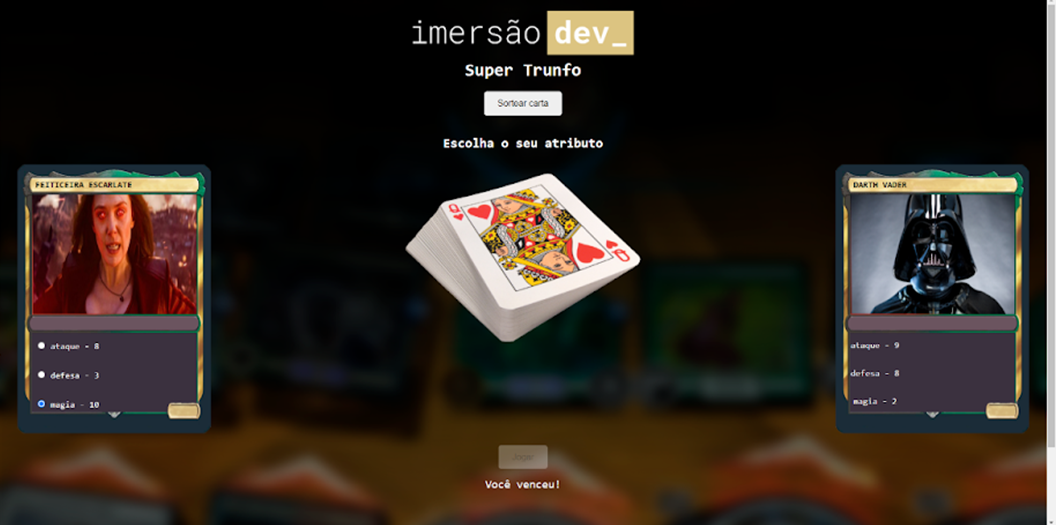 imersão dev_
Super Trunfo
Sortear carta
Escolha o seu atributo
FEITICEIRA ESCARLATE
ataque - 8
defesa - 3
magia - 10
Q
Q
DARTH VADER
ataque - 9
defesa - 8
magia - 2
Jogar
Você venceu!